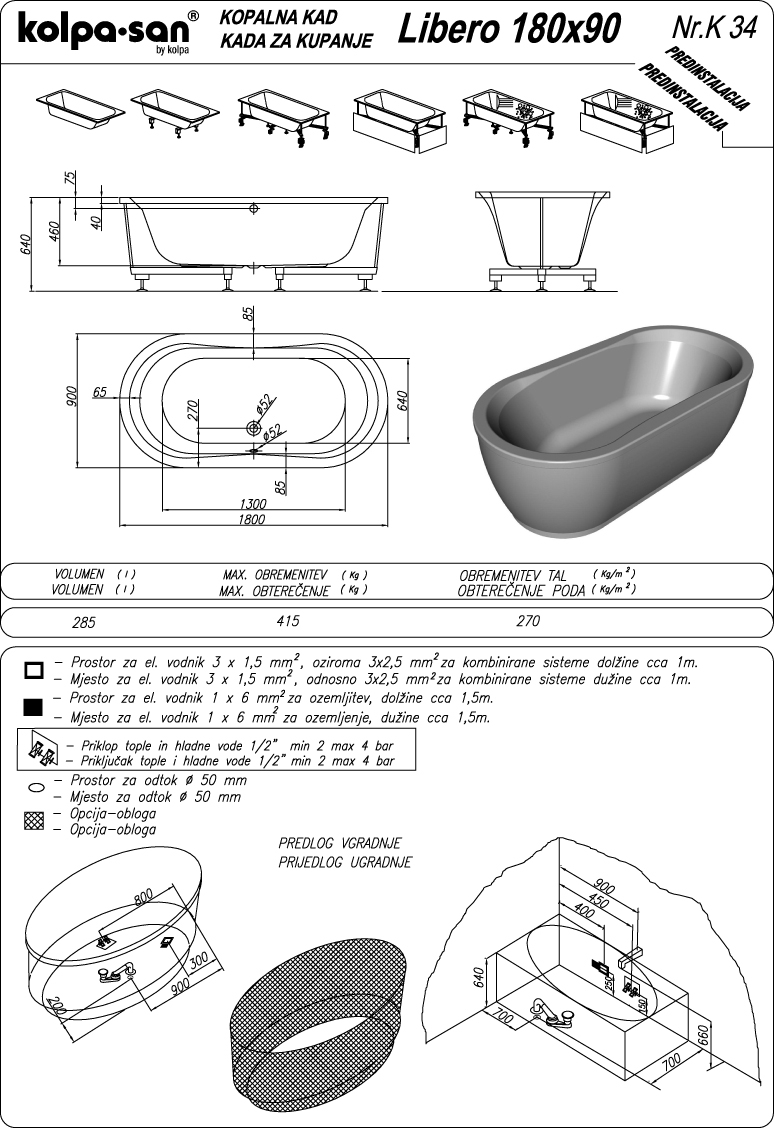 kolpa-san®
by kolpa
KOPALNA KAD
KADA ZA KUPANJE
Libero 180x90
Nr.K 34
PREDINSTALACIJA
PREDINSTALACIJA
75
40
460
640
85
900
65
270
ø52
ø52
640
85
1300
1800
VOLUMEN ( l )
VOLUMEN ( l )
MAX. OBREMENITEV ( Kg )
MAX. OBTEREČENJE ( Kg )
OBREMENITEV TAL ( Kg/m² )
OBTEREČENJE PODA ( Kg/m² )
285
415
270
– Prostor za el. vodnik 3 x 1,5 mm², oziroma 3x2,5 mm² za kombinirane sisteme dolžine cca 1m.
– Mjesto za el. vodnik 3 x 1,5 mm², odnosno 3x2,5 mm² za kombinirane sisteme dužine cca 1m.
– Prostor za el. vodnik 1 x 6 mm² za ozemljitev, dolžine cca 1,5m.
– Mjesto za el. vodnik 1 x 6 mm² za ozemljenje, dužine cca 1,5m.
– Priklop tople in hladne vode 1/2" min 2 max 4 bar
– Priključak tople i hladne vode 1/2" min 2 max 4 bar
– Prostor za odtok ø 50 mm
– Mjesto za odtok ø 50 mm
– Opcija–obloga
– Opcija–obloga
PREDLOG VGRADNJE
PRIJEDLOG UGRADNJE
800
300
900
200
900
450
400
640
250
150
700
700
660